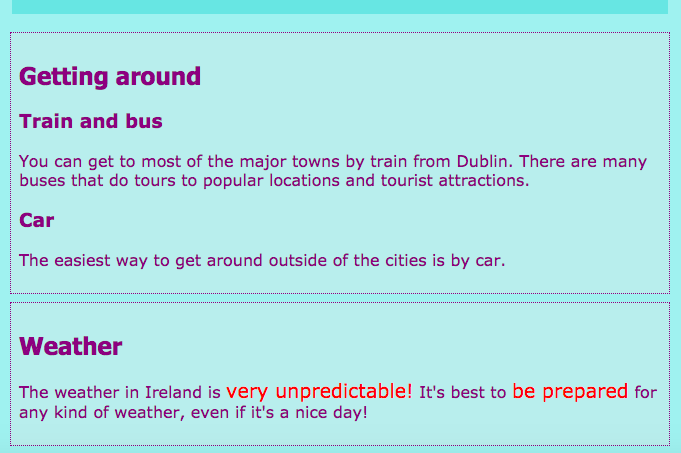 Getting around
Train and bus
You can get to most of the major towns by train from Dublin. There are many
buses that do tours to popular locations and tourist attractions.
Car
The easiest way to get around outside of the cities is by car.
Weather
The weather in Ireland is very unpredictable! It's best to be prepared for
any kind of weather, even if it's a nice day!